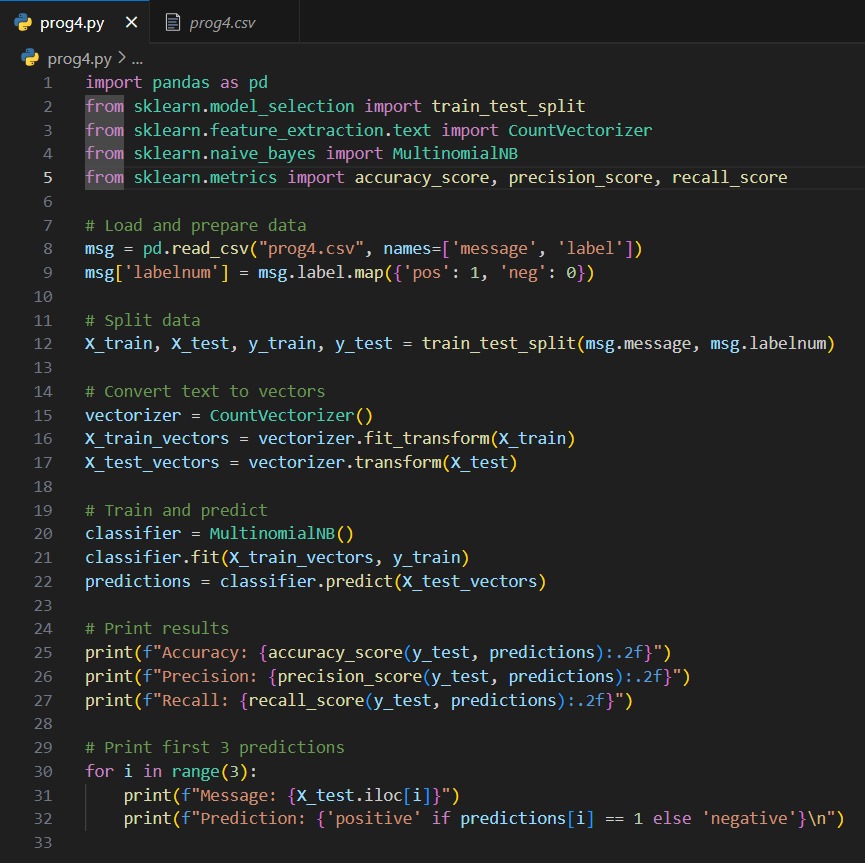 prog4.py × prog4.csv
prog4.py > ...
1 import pandas as pd
2 from sklearn.model_selection import train_test_split
3 from sklearn.feature_extraction.text import CountVectorizer
4 from sklearn.naive_bayes import MultinomialNB
5 from sklearn.metrics import accuracy_score, precision_score, recall_score
6
7 # Load and prepare data
8 msg = pd.read_csv("prog4.csv", names=['message', 'label'])
9 msg['labelnum'] = msg.label.map({'pos': 1, 'neg': 0})
10
11 # Split data
12 X_train, X_test, y_train, y_test = train_test_split(msg.message, msg.labelnum)
13
14 # Convert text to vectors
15 vectorizer = CountVectorizer()
16 X_train_vectors = vectorizer.fit_transform(X_train)
17 X_test_vectors = vectorizer.transform(X_test)
18
19 # Train and predict
20 classifier = MultinomialNB()
21 classifier.fit(X_train_vectors, y_train)
22 predictions = classifier.predict(X_test_vectors)
23
24 # Print results
25 print(f"Accuracy: {accuracy_score(y_test, predictions):.2f}")
26 print(f"Precision: {precision_score(y_test, predictions):.2f}")
27 print(f"Recall: {recall_score(y_test, predictions):.2f}")
28
29 # Print first 3 predictions
30 for i in range(3):
31     print(f"Message: {X_test.iloc[i]}")
32     print(f"Prediction: {'positive' if predictions[i] == 1 else 'negative'}\n")
33